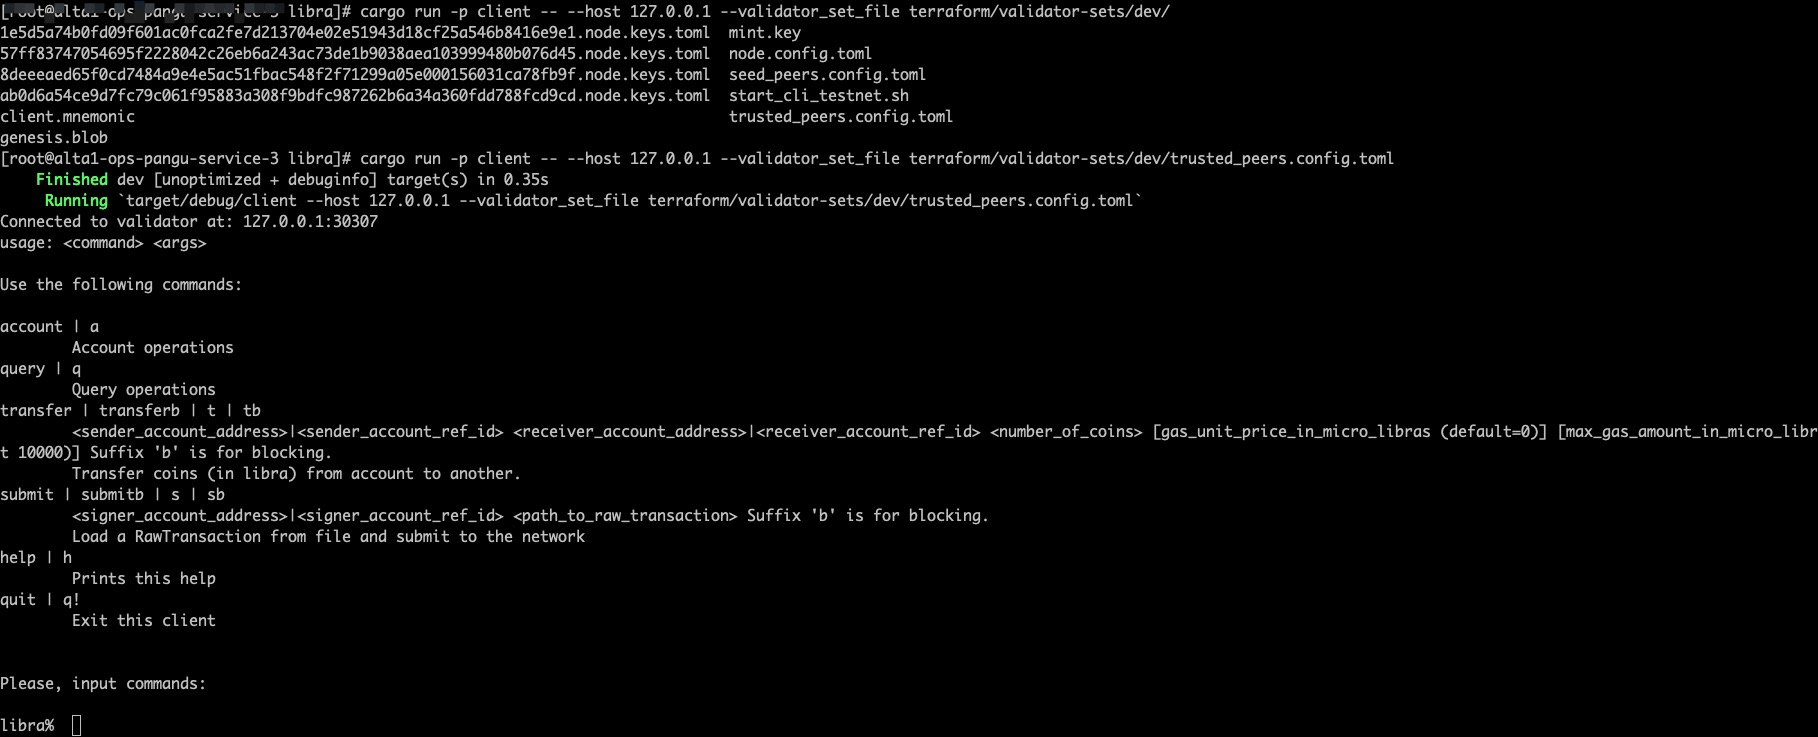 [root@alta1-ops-pangu-service-3 libra]# cargo run -p client -- --host 127.0.0.1 --validator_set_file terraform/validator-sets/dev/
1e5d5a74b0fd09f601ac0fca2fe7d213704e02e51943d18cf25a546b8416e9e1.node.keys.toml  mint.key
57ff83747054695f2228042c26eb6a243ac73de1b9038aea103999480b076d45.node.keys.toml  node.config.toml
8deeeaed65f0cd7484a9e4e5ac51fbac548f2f71299a05e000156031ca78fb9f.node.keys.toml  seed_peers.config.toml
ab0d6a54ce9d7fc79c061f95883a308f9bdfc987262b6a34a360fdd788fcd9cd.node.keys.toml  start_cli_testnet.sh
client.mnemonic                                                                  trusted_peers.config.toml
genesis.blob
[root@alta1-ops-pangu-service-3 libra]# cargo run -p client -- --host 127.0.0.1 --validator_set_file terraform/validator-sets/dev/trusted_peers.config.toml
    Finished dev [unoptimized + debuginfo] target(s) in 0.35s
     Running `target/debug/client --host 127.0.0.1 --validator_set_file terraform/validator-sets/dev/trusted_peers.config.toml`
Connected to validator at: 127.0.0.1:30307
usage: <command> <args>

Use the following commands:

account | a
        Account operations
query | q
        Query operations
transfer | transferb | t | tb
        <sender_account_address>|<sender_account_ref_id> <receiver_account_address>|<receiver_account_ref_id> <number_of_coins> [gas_unit_price_in_micro_libras (default=0)] [max_gas_amount_in_micro_libr
t 10000)] Suffix 'b' is for blocking.
        Transfer coins (in libra) from account to another.
submit | submitb | s | sb
        <signer_account_address>|<signer_account_ref_id> <path_to_raw_transaction> Suffix 'b' is for blocking.
        Load a RawTransaction from file and submit to the network
help | h
        Prints this help
quit | q!
        Exit this client

Please, input commands:

libra%